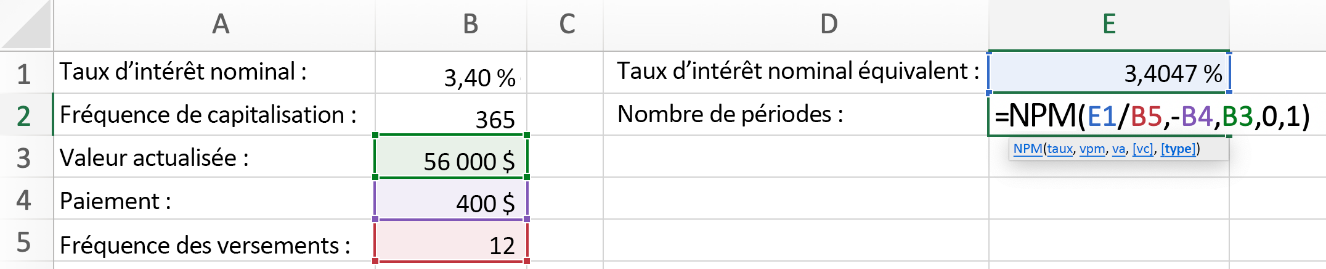 A B C D E
1 Taux d’intérêt nominal : 3,40 % Taux d’intérêt nominal équivalent : 3,4047 %
2 Fréquence de capitalisation : 365 Nombre de périodes : =NPM(E1/B5,-B4,B3,0,1)
3 Valeur actualisée : 56 000 $ NPM(taux, vpm, va, [vc], [type])
4 Paiement : 400 $
5 Fréquence des versements : 12